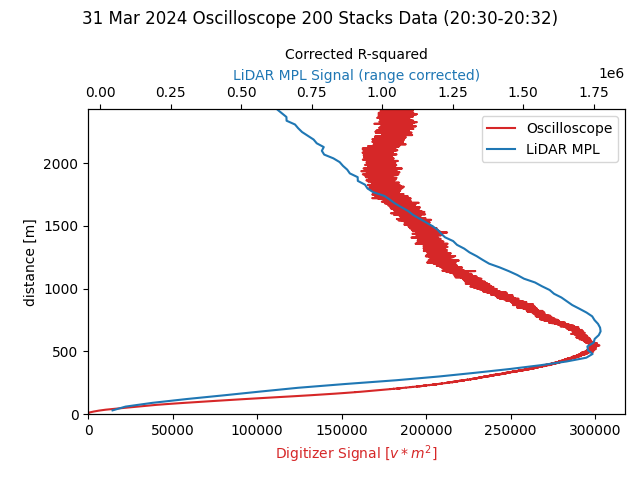 31 Mar 2024 Oscilloscope 200 Stacks Data (20:30-20:32)
Corrected R-squared
LiDAR MPL Signal (range corrected)
1e6
0.00 0.25 0.50 0.75 1.00 1.25 1.50 1.75
Oscilloscope
LiDAR MPL
2000
1500
1000
500
0
distance [m]
0 50000 100000 150000 200000 250000 300000
Digitizer Signal [v * m²]